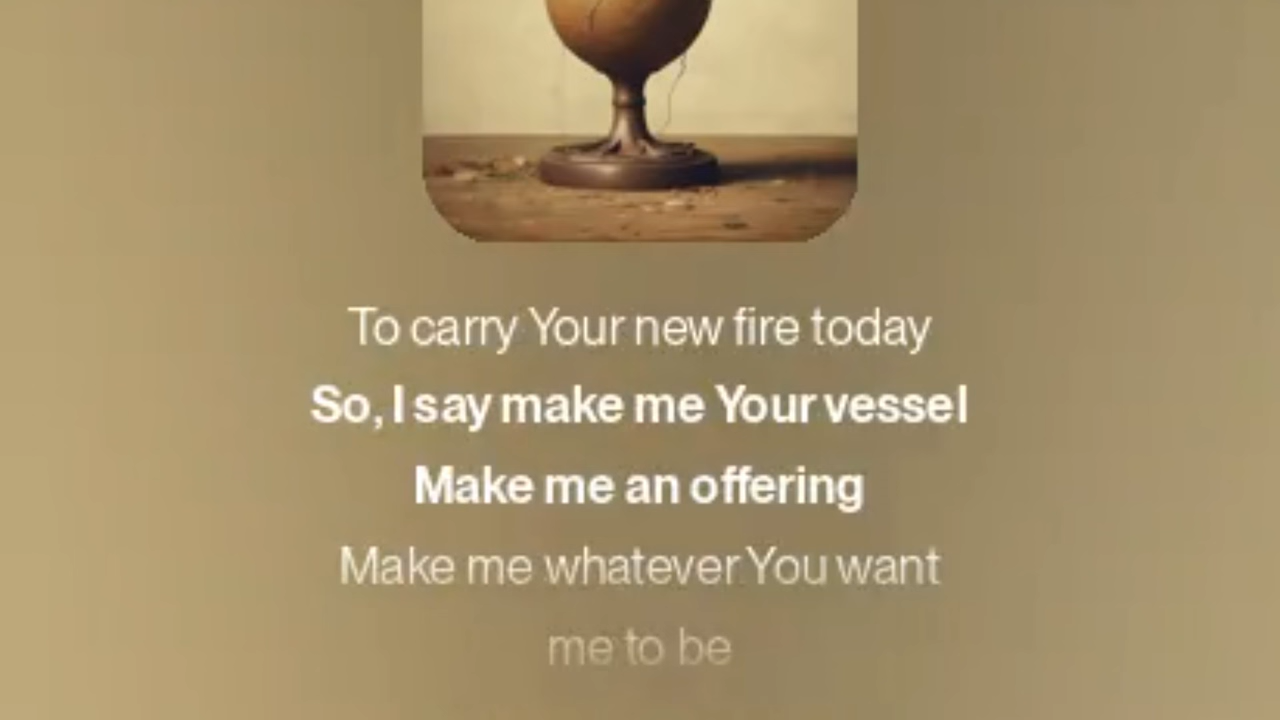 To carry Your new fire today
So, I say make me Your vessel
Make me an offering
Make me whatever You want
me to be